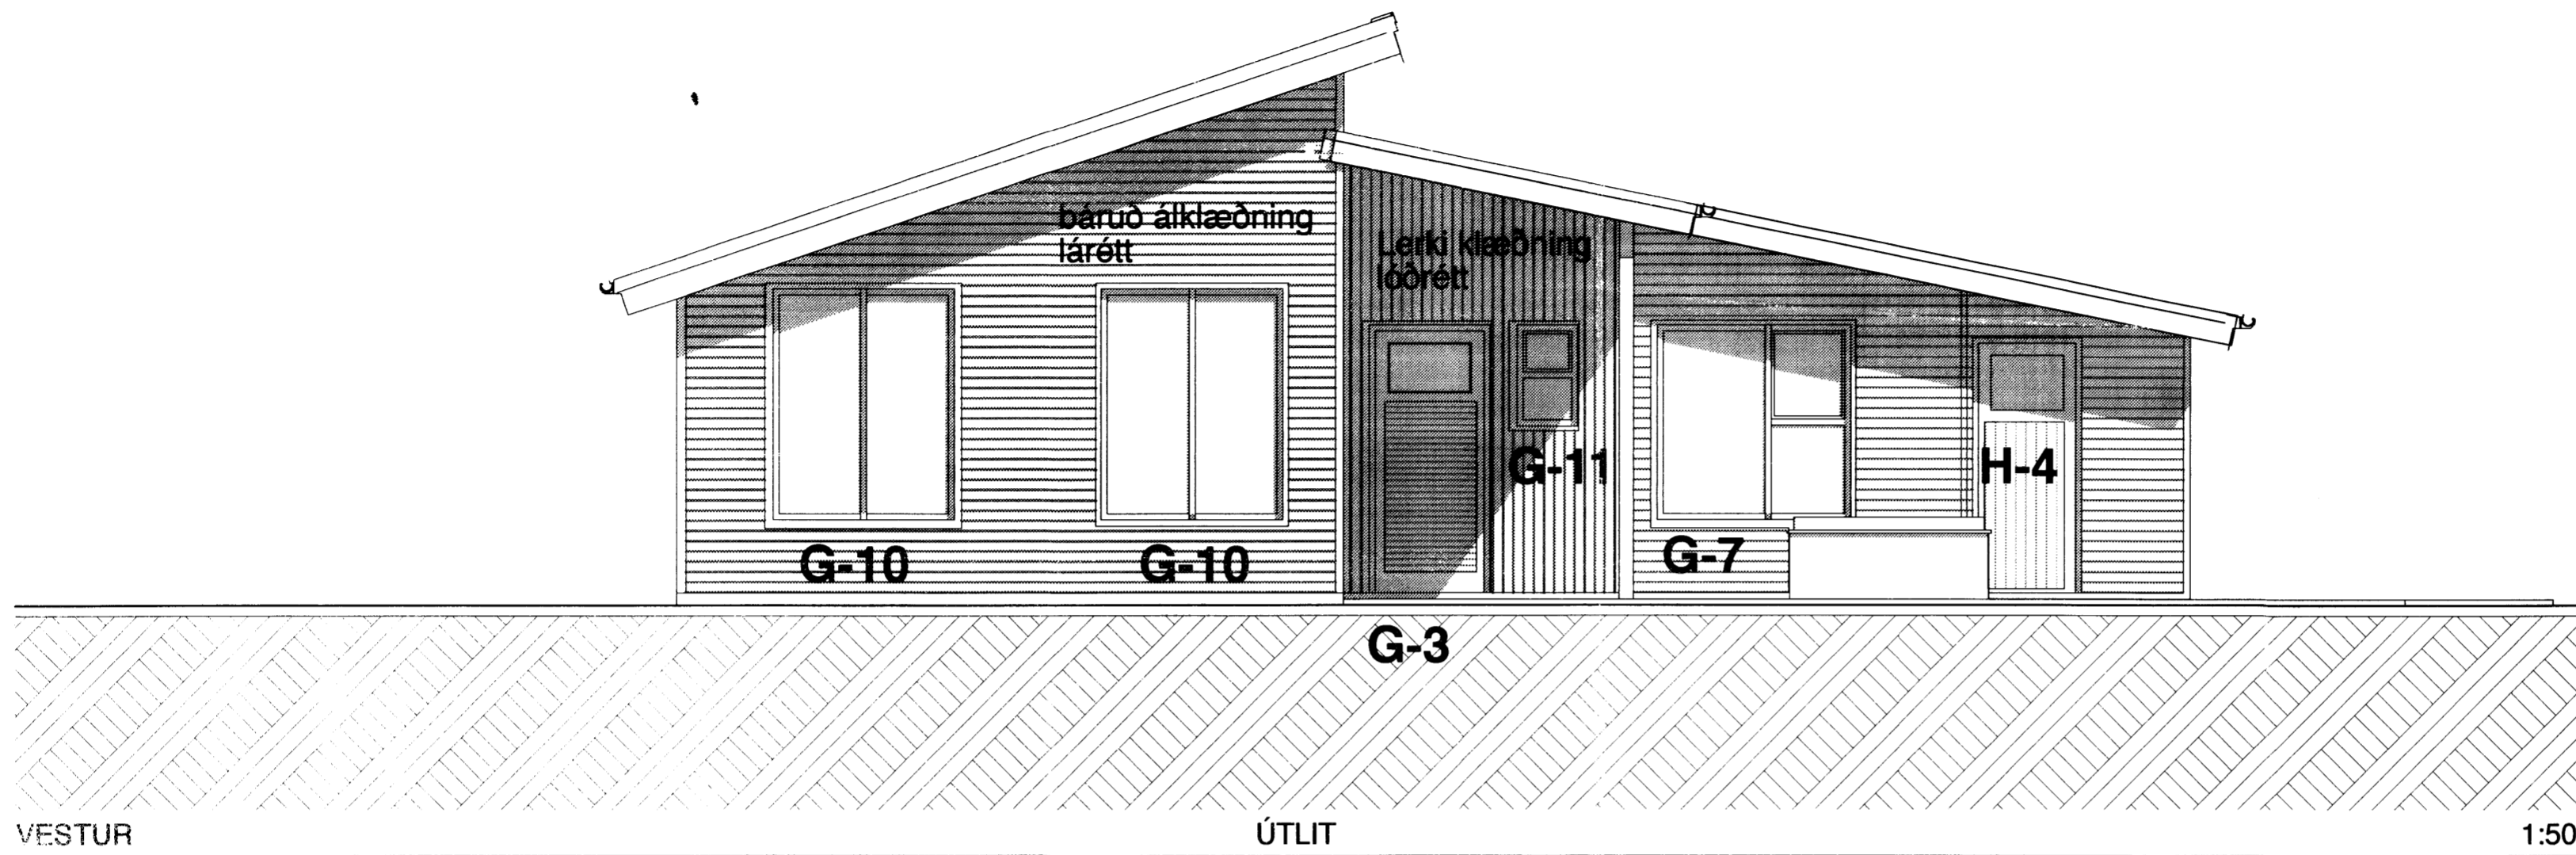 báruð álklæðning
lárétt
Lerki klæðning
lóðrétt
G-11
H-4
G-10
G-10
G-7
G-3
VESTUR
ÚTLIT
1:50